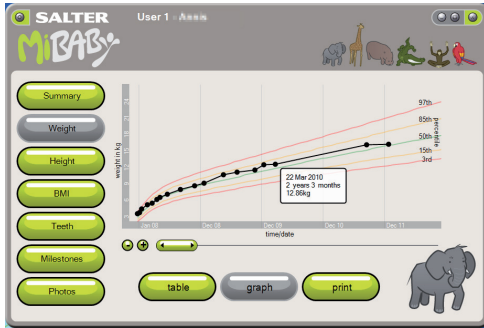 SALTER
MiBABy
User 1 -
Summary
Weight
Height
BMI
Teeth
Milestones
Photos
weight in kg
97th
85th
50th
15th
3rd
percentile
22 Mar 2010
2 years 3 months
12.86kg
Jan 08
Dec 08
Dec 09
Dec 10
Dec 11
time/date
- +
table
graph
print